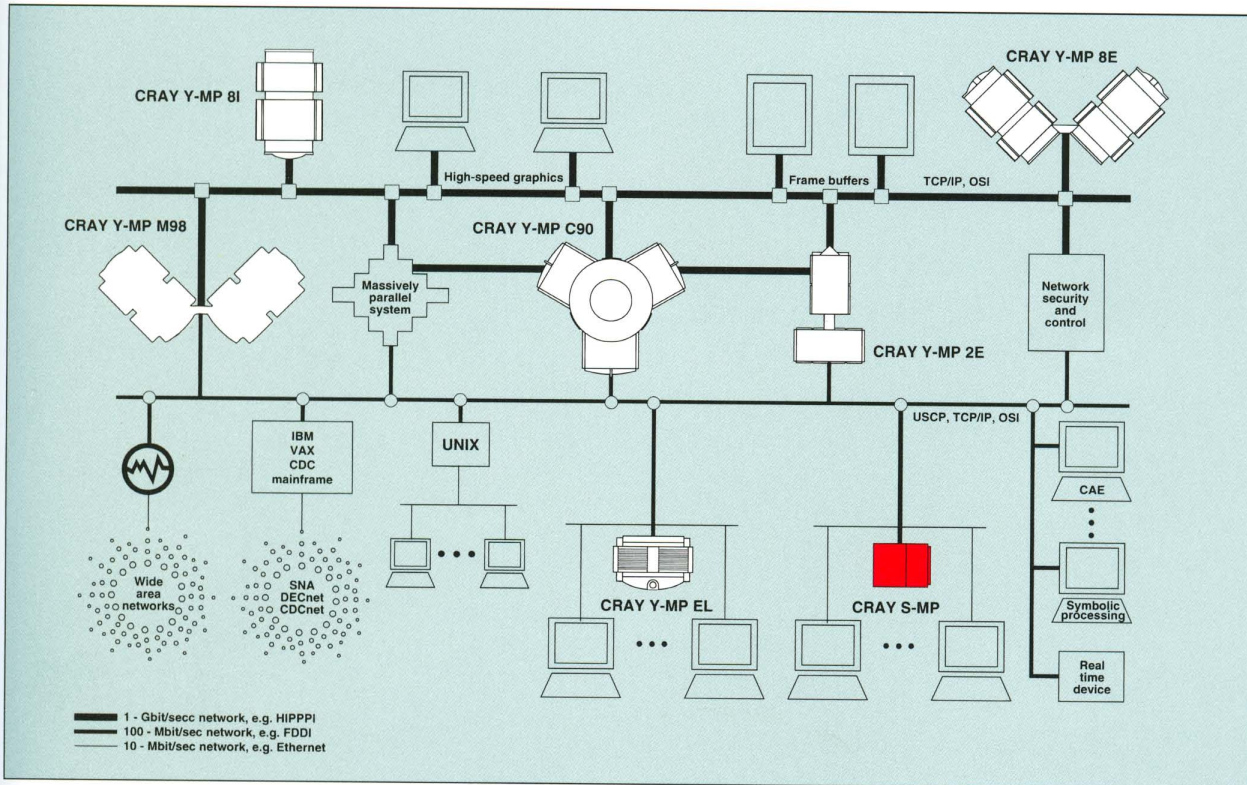 CRAY Y-MP 8I
CRAY Y-MP 8E
High-speed graphics
Frame buffers
TCP/IP, OSI
CRAY Y-MP M98
CRAY Y-MP C90
Massively
parallel
system
Network
security
and
control
CRAY Y-MP 2E
USCP, TCP/IP, OSI
IBM
VAX
CDC
mainframe
UNIX
CAE
Wide
area
networks
SNA
DECnet
CDCnet
CRAY Y-MP EL
CRAY S-MP
Symbolic
processing
Real
time
device
1 - Gbit/secc network, e.g. HIPPPI
100 - Mbit/sec network, e.g. FDDI
10 - Mbit/sec network, e.g. Ethernet